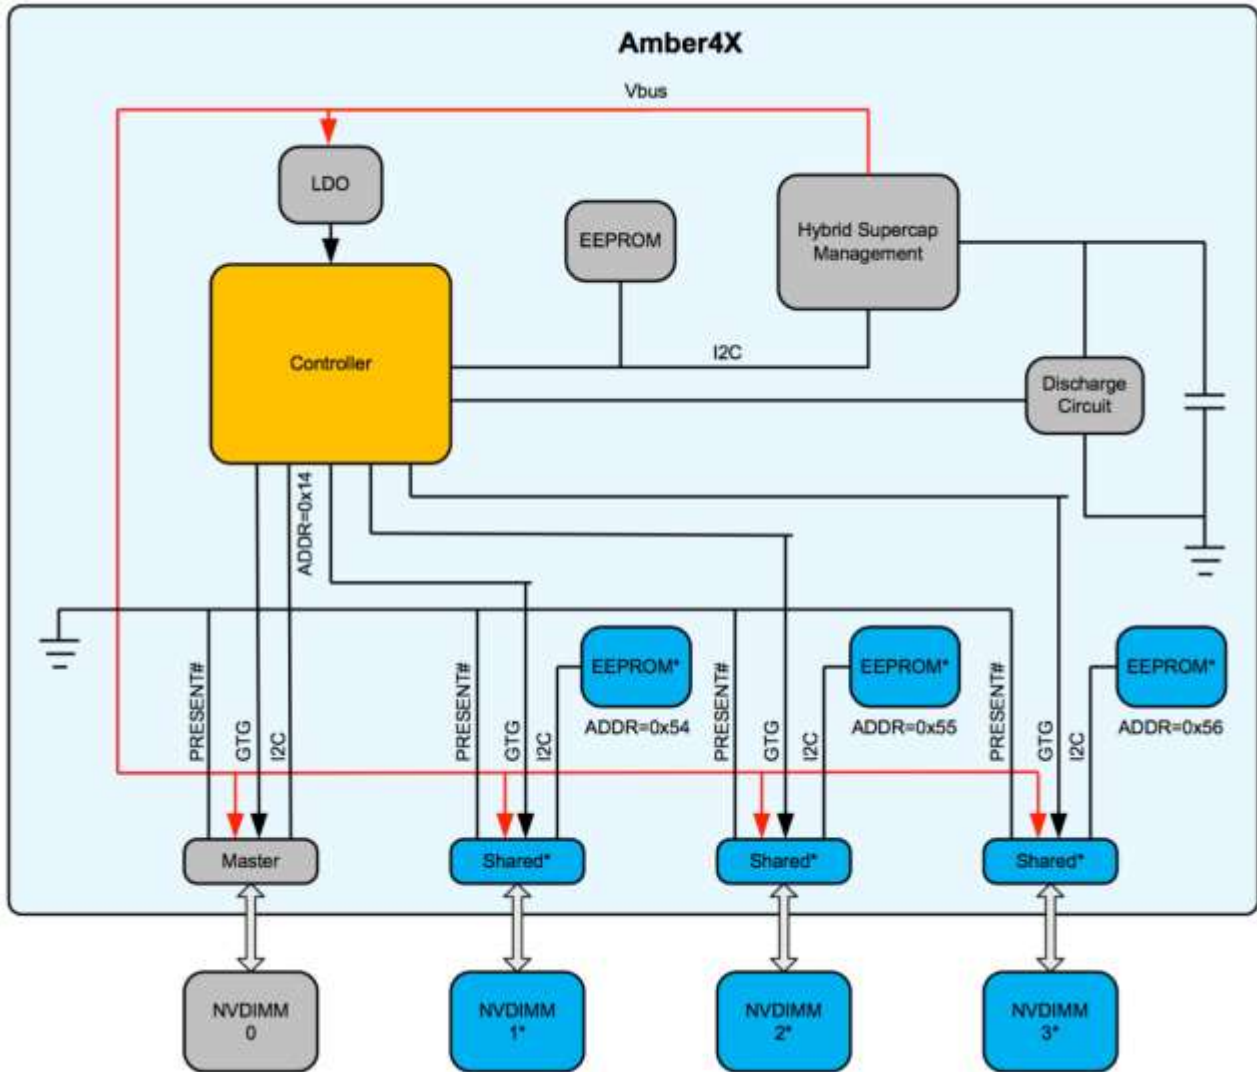 Amber4X
Vbus
LDO
EEPROM
Hybrid Supercap
Management
Controller
I2C
Discharge
Circuit
ADDR=0x14
PRESENT#
GTG
I2C
PRESENT#
GTG
I2C
EEPROM*
ADDR=0x54
PRESENT#
GTG
I2C
EEPROM*
ADDR=0x55
PRESENT#
GTG
I2C
EEPROM*
ADDR=0x56
Master
Shared*
Shared*
Shared*
NVDIMM
0
NVDIMM
1*
NVDIMM
2*
NVDIMM
3*